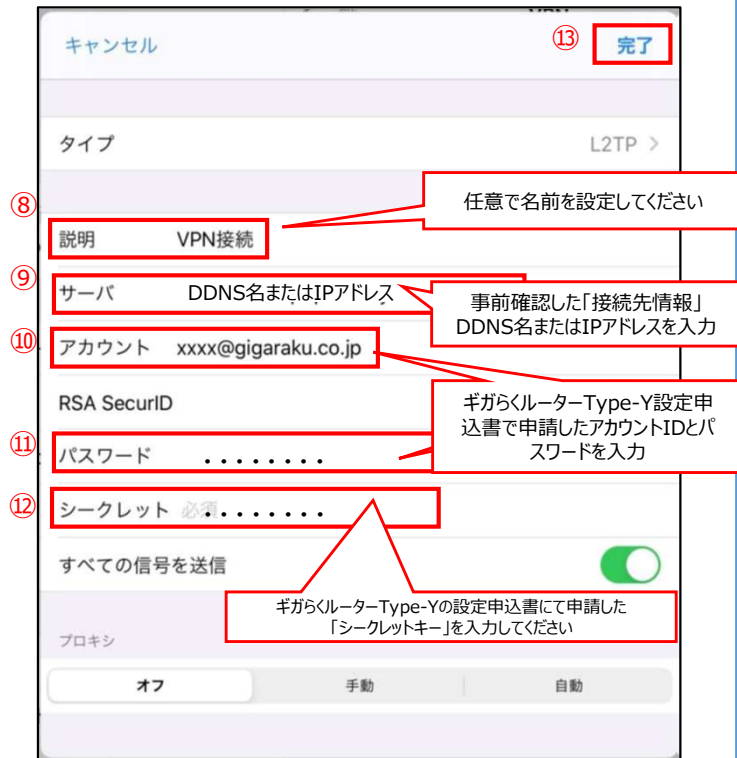 キャンセル
⑬
完了
タイプ
L2TP >
⑧
任意で名前を設定してください
説明 VPN接続
⑨
サーバ DDNS名またはIPアドレス
事前確認した「接続先情報」
DDNS名またはIPアドレスを入力
⑩
アカウント xxxx@gigaraku.co.jp
RSA SecurID
ギガらくルーターType-Y設定申
込書で申請したアカウントIDとパ
スワードを入力
⑪
パスワード ........
⑫
シークレット 必須........
すべての信号を送信
ギガらくルーターType-Yの設定申込書にて申請した
「シークレットキー」を入力してください
プロキシ
オフ 手動 自動